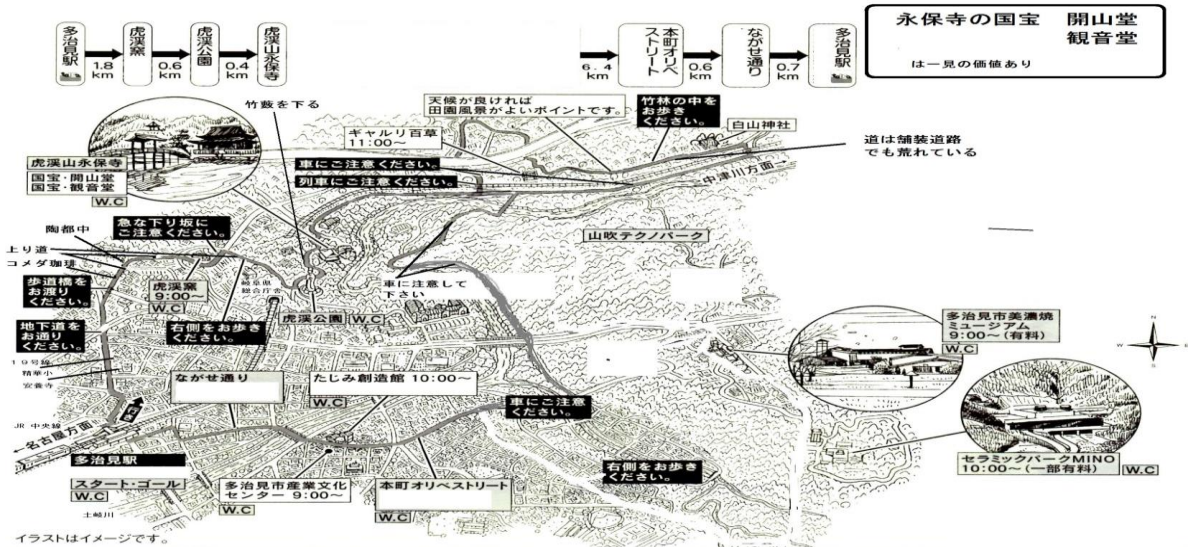 多治見駅
1.8 km
虎渓窯
0.6 km
虎渓公園
0.4 km
虎渓山永保寺
6.4 km
本町オリベストリート
0.6 km
ながせ通り
0.7 km
多治見駅
永保寺の国宝　開山堂
観音堂
は一見の価値あり
竹薮を下る
天候が良ければ
田園風景がよいポイントです。
竹林の中を
お歩き
ください。
白山神社
ギャルリ百草
11:00〜
道は舗装道路
でも荒れている
虎渓山永保寺
国宝・開山堂
国宝・観音堂
W.C
車にご注意ください。
列車にご注意ください。
中津川方面→
陶都中
急な下り坂に
ご注意ください。
山吹テクノパーク
上り道
コメダ珈琲
歩道橋を
お渡り
ください。
虎渓窯
9:00〜
W.C
岐阜県
総合庁舎
車に注意して
下さい
虎渓公園 W.C
右側をお歩き
ください。
地下道を
お通り
ください。
多治見市美濃焼
ミュージアム
9:00〜(有料)
W.C
N
W
E
S
19号線
精華小
安養寺
ながせ通り
たじみ創造館 10:00〜
W.C
車にご注意
ください。
JR 中央線
←名古屋方面
多治見駅
スタート・ゴール
W.C
多治見市産業文化
センター 9:00〜
W.C
本町オリベストリート
W.C
右側をお歩き
ください。
セラミックパークMINO
10:00〜(一部有料)
W.C
土岐川
イラストはイメージです。